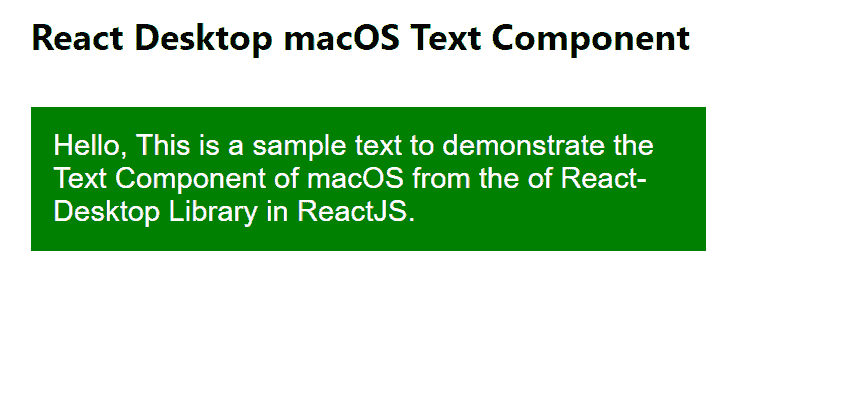 React Desktop macOS Text Component
Hello, This is a sample text to demonstrate the
Text Component of macOS from the of React-
Desktop Library in ReactJS.